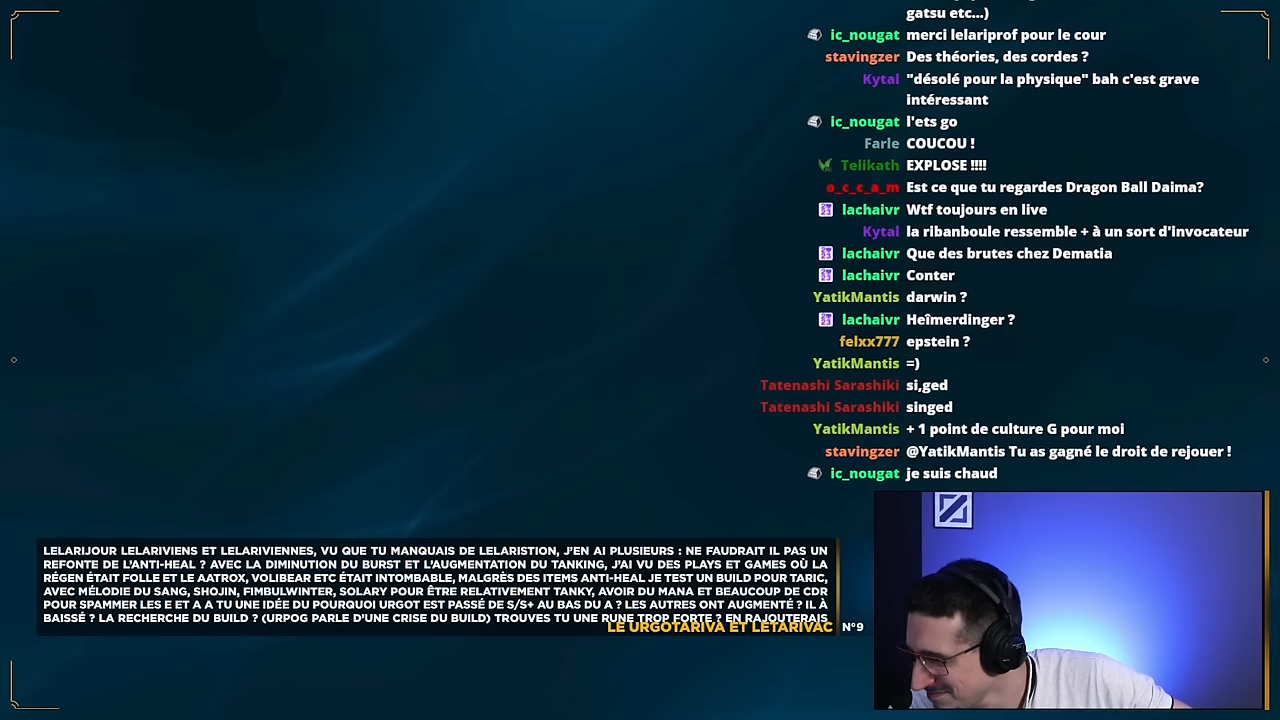 gatsu etc...)
ic_nougat merci lelariprof pour le cour
stavingzer Des théories, des cordes ?
Kytal "désolé pour la physique" bah c'est grave
intéressant
ic_nougat l'ets go
Farle COUCOU !
Telikath EXPLOSE !!!!
o_c_c_a_m Est ce que tu regardes Dragon Ball Daima?
lachaivr Wtf toujours en live
Kytal la ribanboule ressemble + à un sort d'invocateur
lachaivr Que des brutes chez Dematia
lachaivr Conter
YatikMantis darwin ?
lachaivr Heîmerdinger ?
felxx777 epstein ?
YatikMantis =)
Tatenashi Sarashiki si,ged
Tatenashi Sarashiki singed
YatikMantis + 1 point de culture G pour moi
stavingzer @YatikMantis Tu as gagné le droit de rejouer !
ic_nougat je suis chaud
LELARIJOUR LELARIVIENS ET LELARIVIENNES, VU QUE TU MANQUAIS DE LELARISTION, J'EN AI PLUSIEURS : NE FAUDRAIT IL PAS UN
REFONTE DE L'ANTI-HEAL ? AVEC LA DIMINUTION DU BURST ET L'AUGMENTATION DU TANKING, J'AI VU DES PLAYS ET GAMES OÙ LA
RÉGEN ÉTAIT FOLLE ET LE AATROX, VOLIBEAR ETC ÉTAIT INTOMBABLE, MALGRÈS DES ITEMS ANTI-HEAL JE TEST UN BUILD POUR TARIC,
AVEC MÉLODIE DU SANG, SHOJIN, FIMBULWINTER, SOLARY POUR ÊTRE RELATIVEMENT TANKY, AVOIR DU MANA ET BEAUCOUP DE CDR
POUR SPAMMER LES E ET A A TU UNE IDÉE DU POURQUOI URGOT EST PASSÉ DE S/S+ AU BAS DU A ? LES AUTRES ONT AUGMENTÉ ? IL À
BAISSÉ ? LA RECHERCHE DU BUILD ? (URPOG PARLE D'UNE CRISE DU BUILD) TROUVES TU UNE RUNE TROP FORTE ? EN RAJOUTERAIS
LE URGOTARIVA ET LETARIVAC N°9